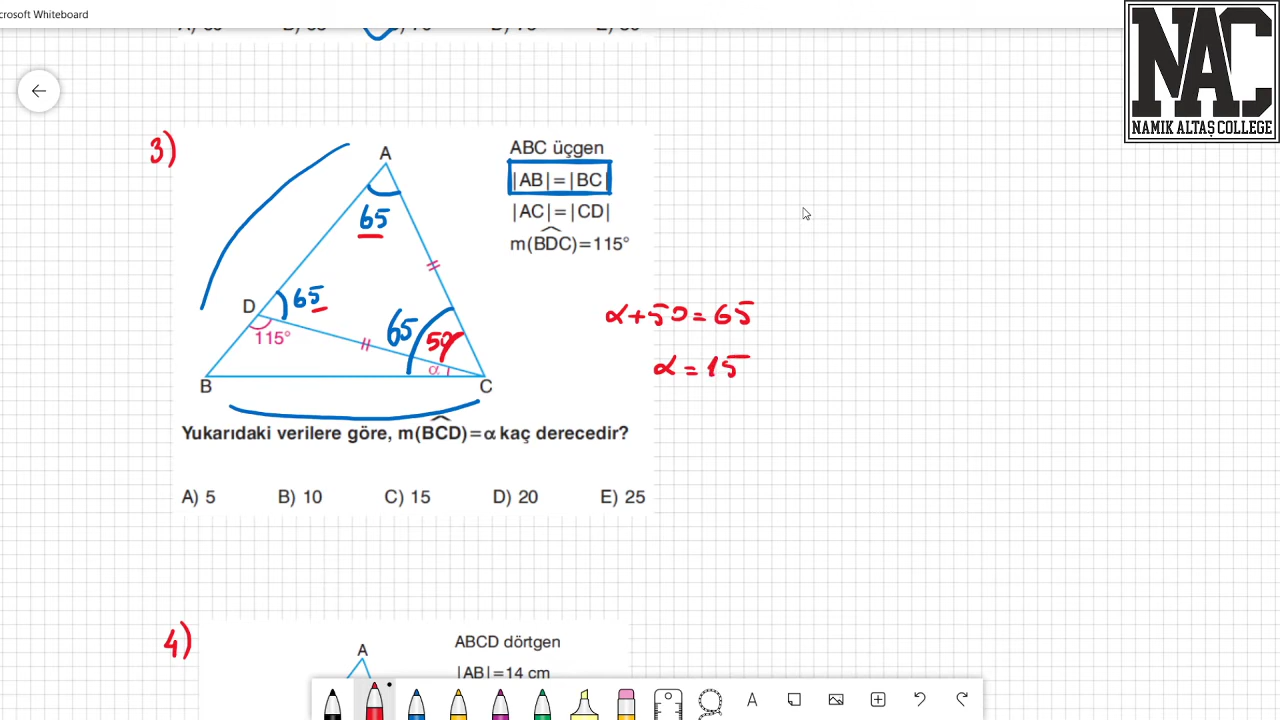 crosoft Whiteboard
NAC
NAMIK ALTAŞ COLLEGE
3)
ABC üçgen
|AB|=|BC|
|AC|=|CD|
m(BDC)=115°
A
65
D
65
115°
65
50
α
B
C
α+50=65
α=15
Yukarıdaki verilere göre, m(BCD)=α kaç derecedir?
A) 5 B) 10 C) 15 D) 20 E) 25
4)
A
ABCD dörtgen
|AB|=14 cm
A